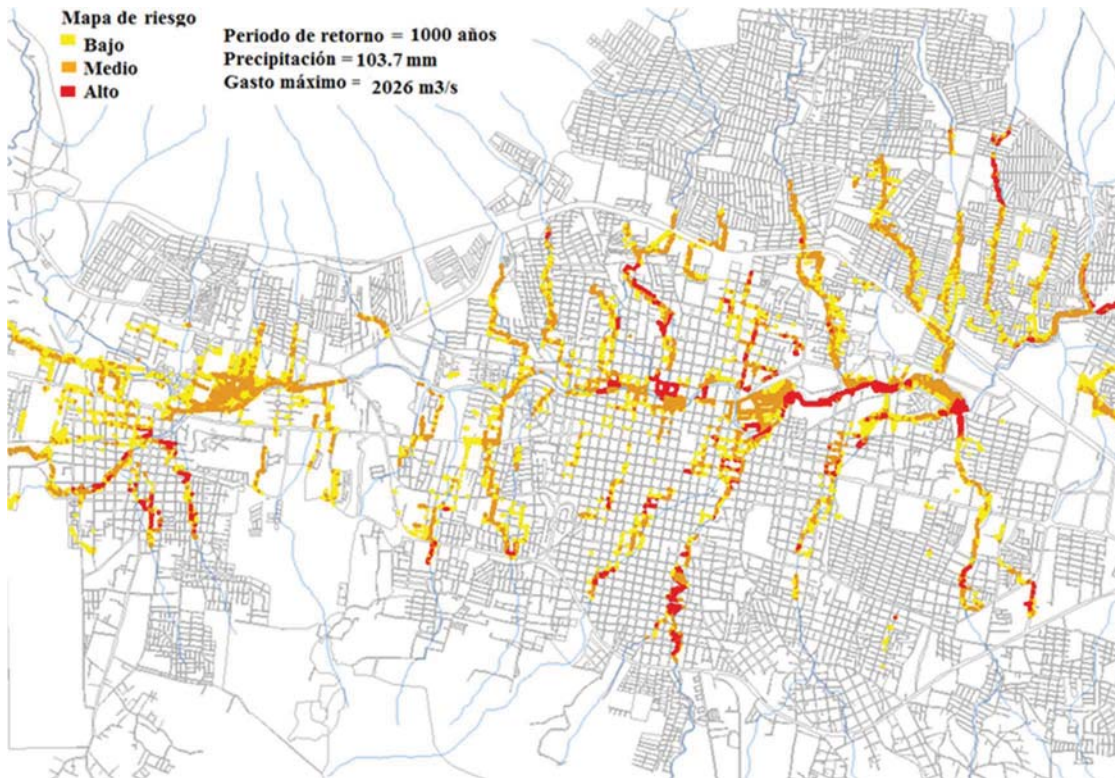 Mapa de riesgo
Bajo
Medio
Alto
Periodo de retorno = 1000 años
Precipitación = 103.7 mm
Gasto máximo = 2026 m3/s